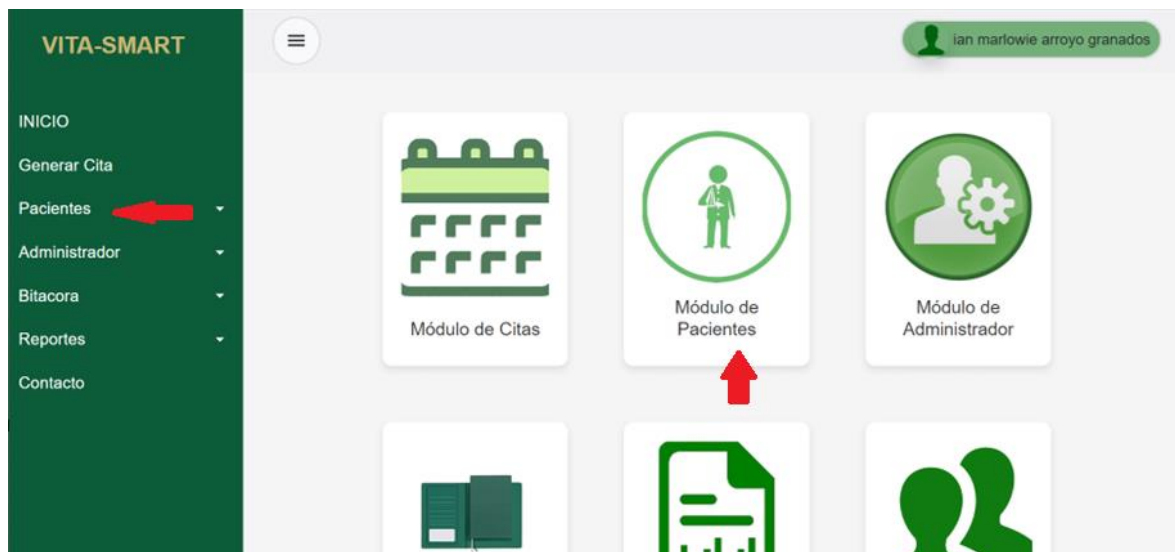 VITA-SMART
ian marlowie arroyo granados
INICIO
Generar Cita
Pacientes
Administrador
Bitacora
Reportes
Contacto
Módulo de Citas
Módulo de
Pacientes
Módulo de
Administrador